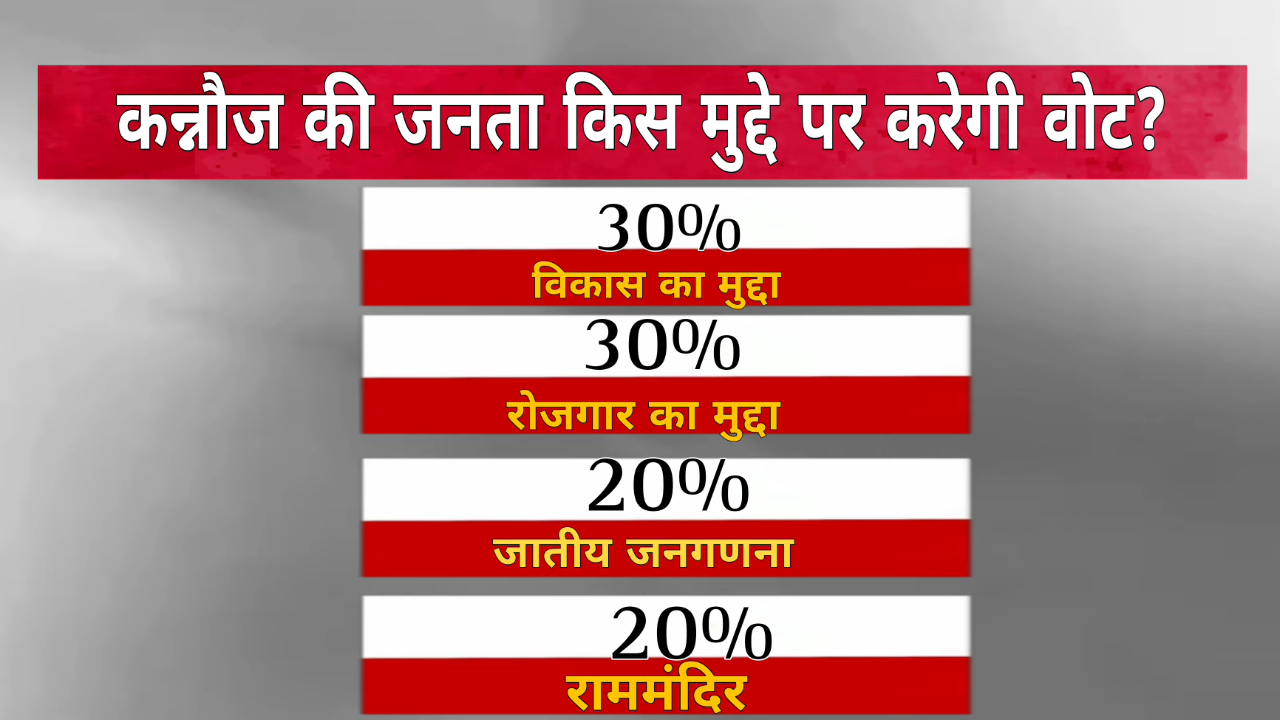 कन्नौज की जनता किस मुद्दे पर करेगी वोट?
30%
विकास का मुद्दा
30%
रोजगार का मुद्दा
20%
जातीय जनगणना
20%
राममंदिर